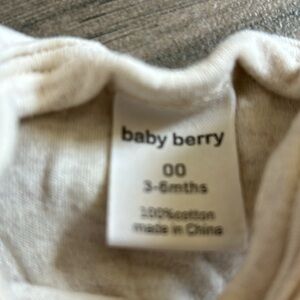 baby berry
00
3-6mths
100%cotton
made in China